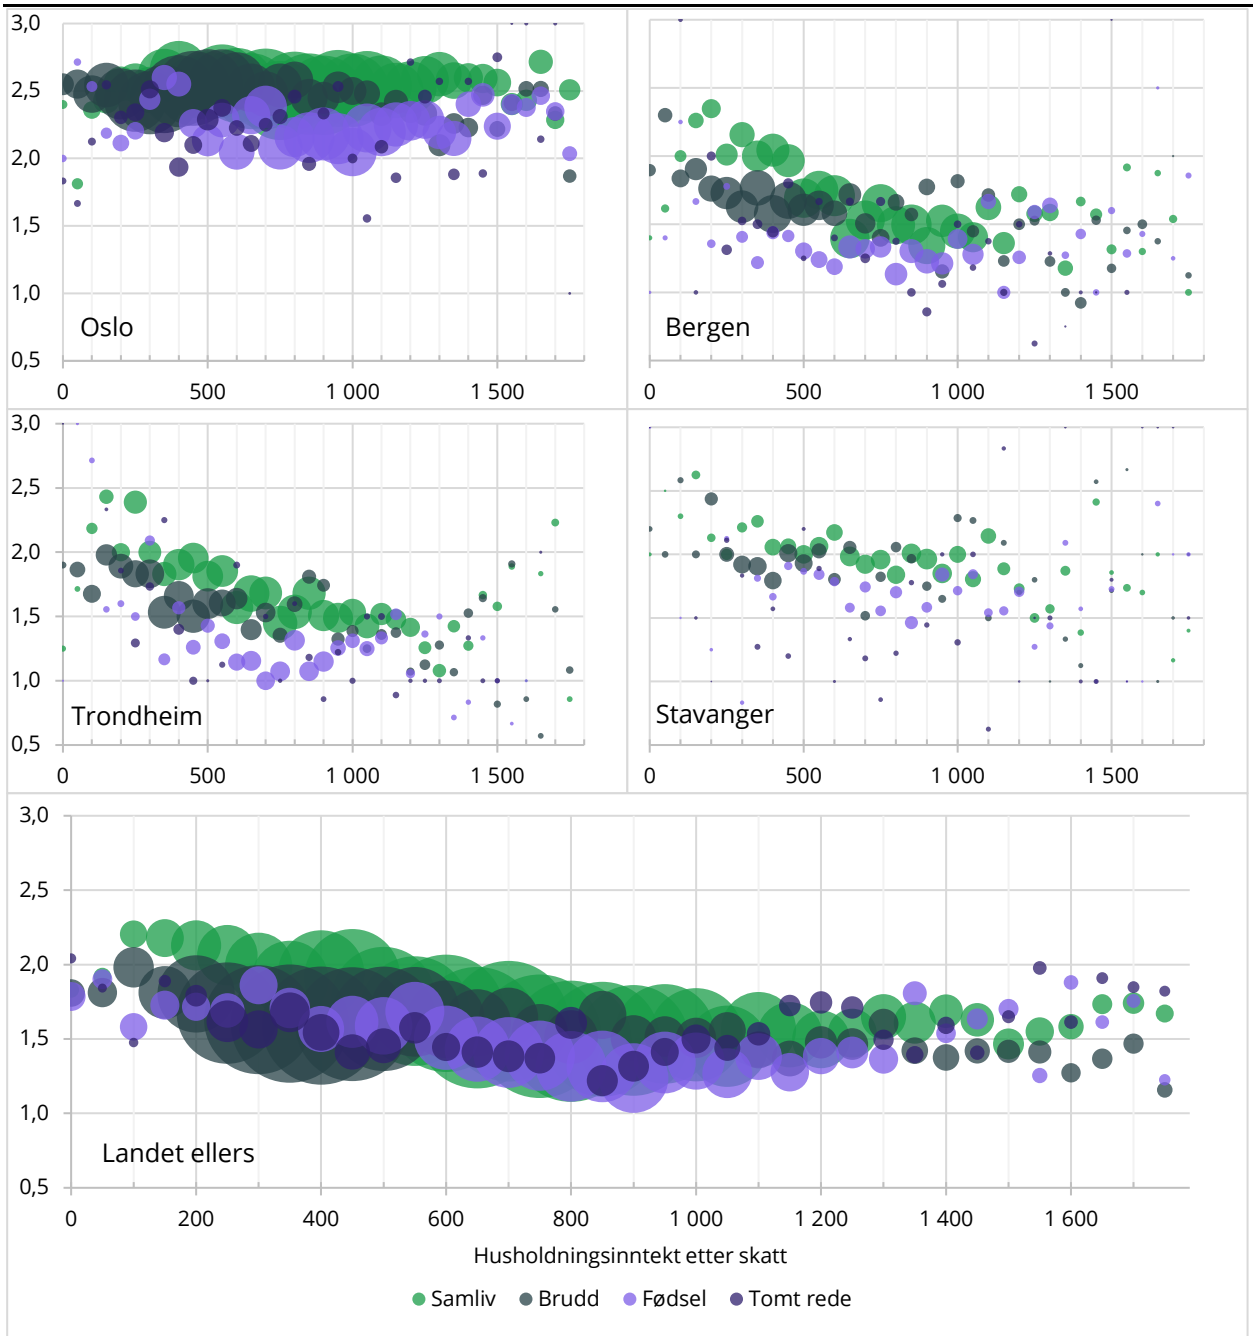 3,0
2,5
2,0
1,5
1,0
0,5
Oslo
0 500 1 000 1 500
Bergen
0 500 1 000 1 500
3,0
2,5
2,0
1,5
1,0
0,5
Trondheim
0 500 1 000 1 500
Stavanger
0 500 1 000 1 500
3,0
2,5
2,0
1,5
1,0
0,5
Landet ellers
0 200 400 600 800 1 000 1 200 1 400 1 600
Husholdningsinntekt etter skatt
Samliv Brudd Fødsel Tomt rede